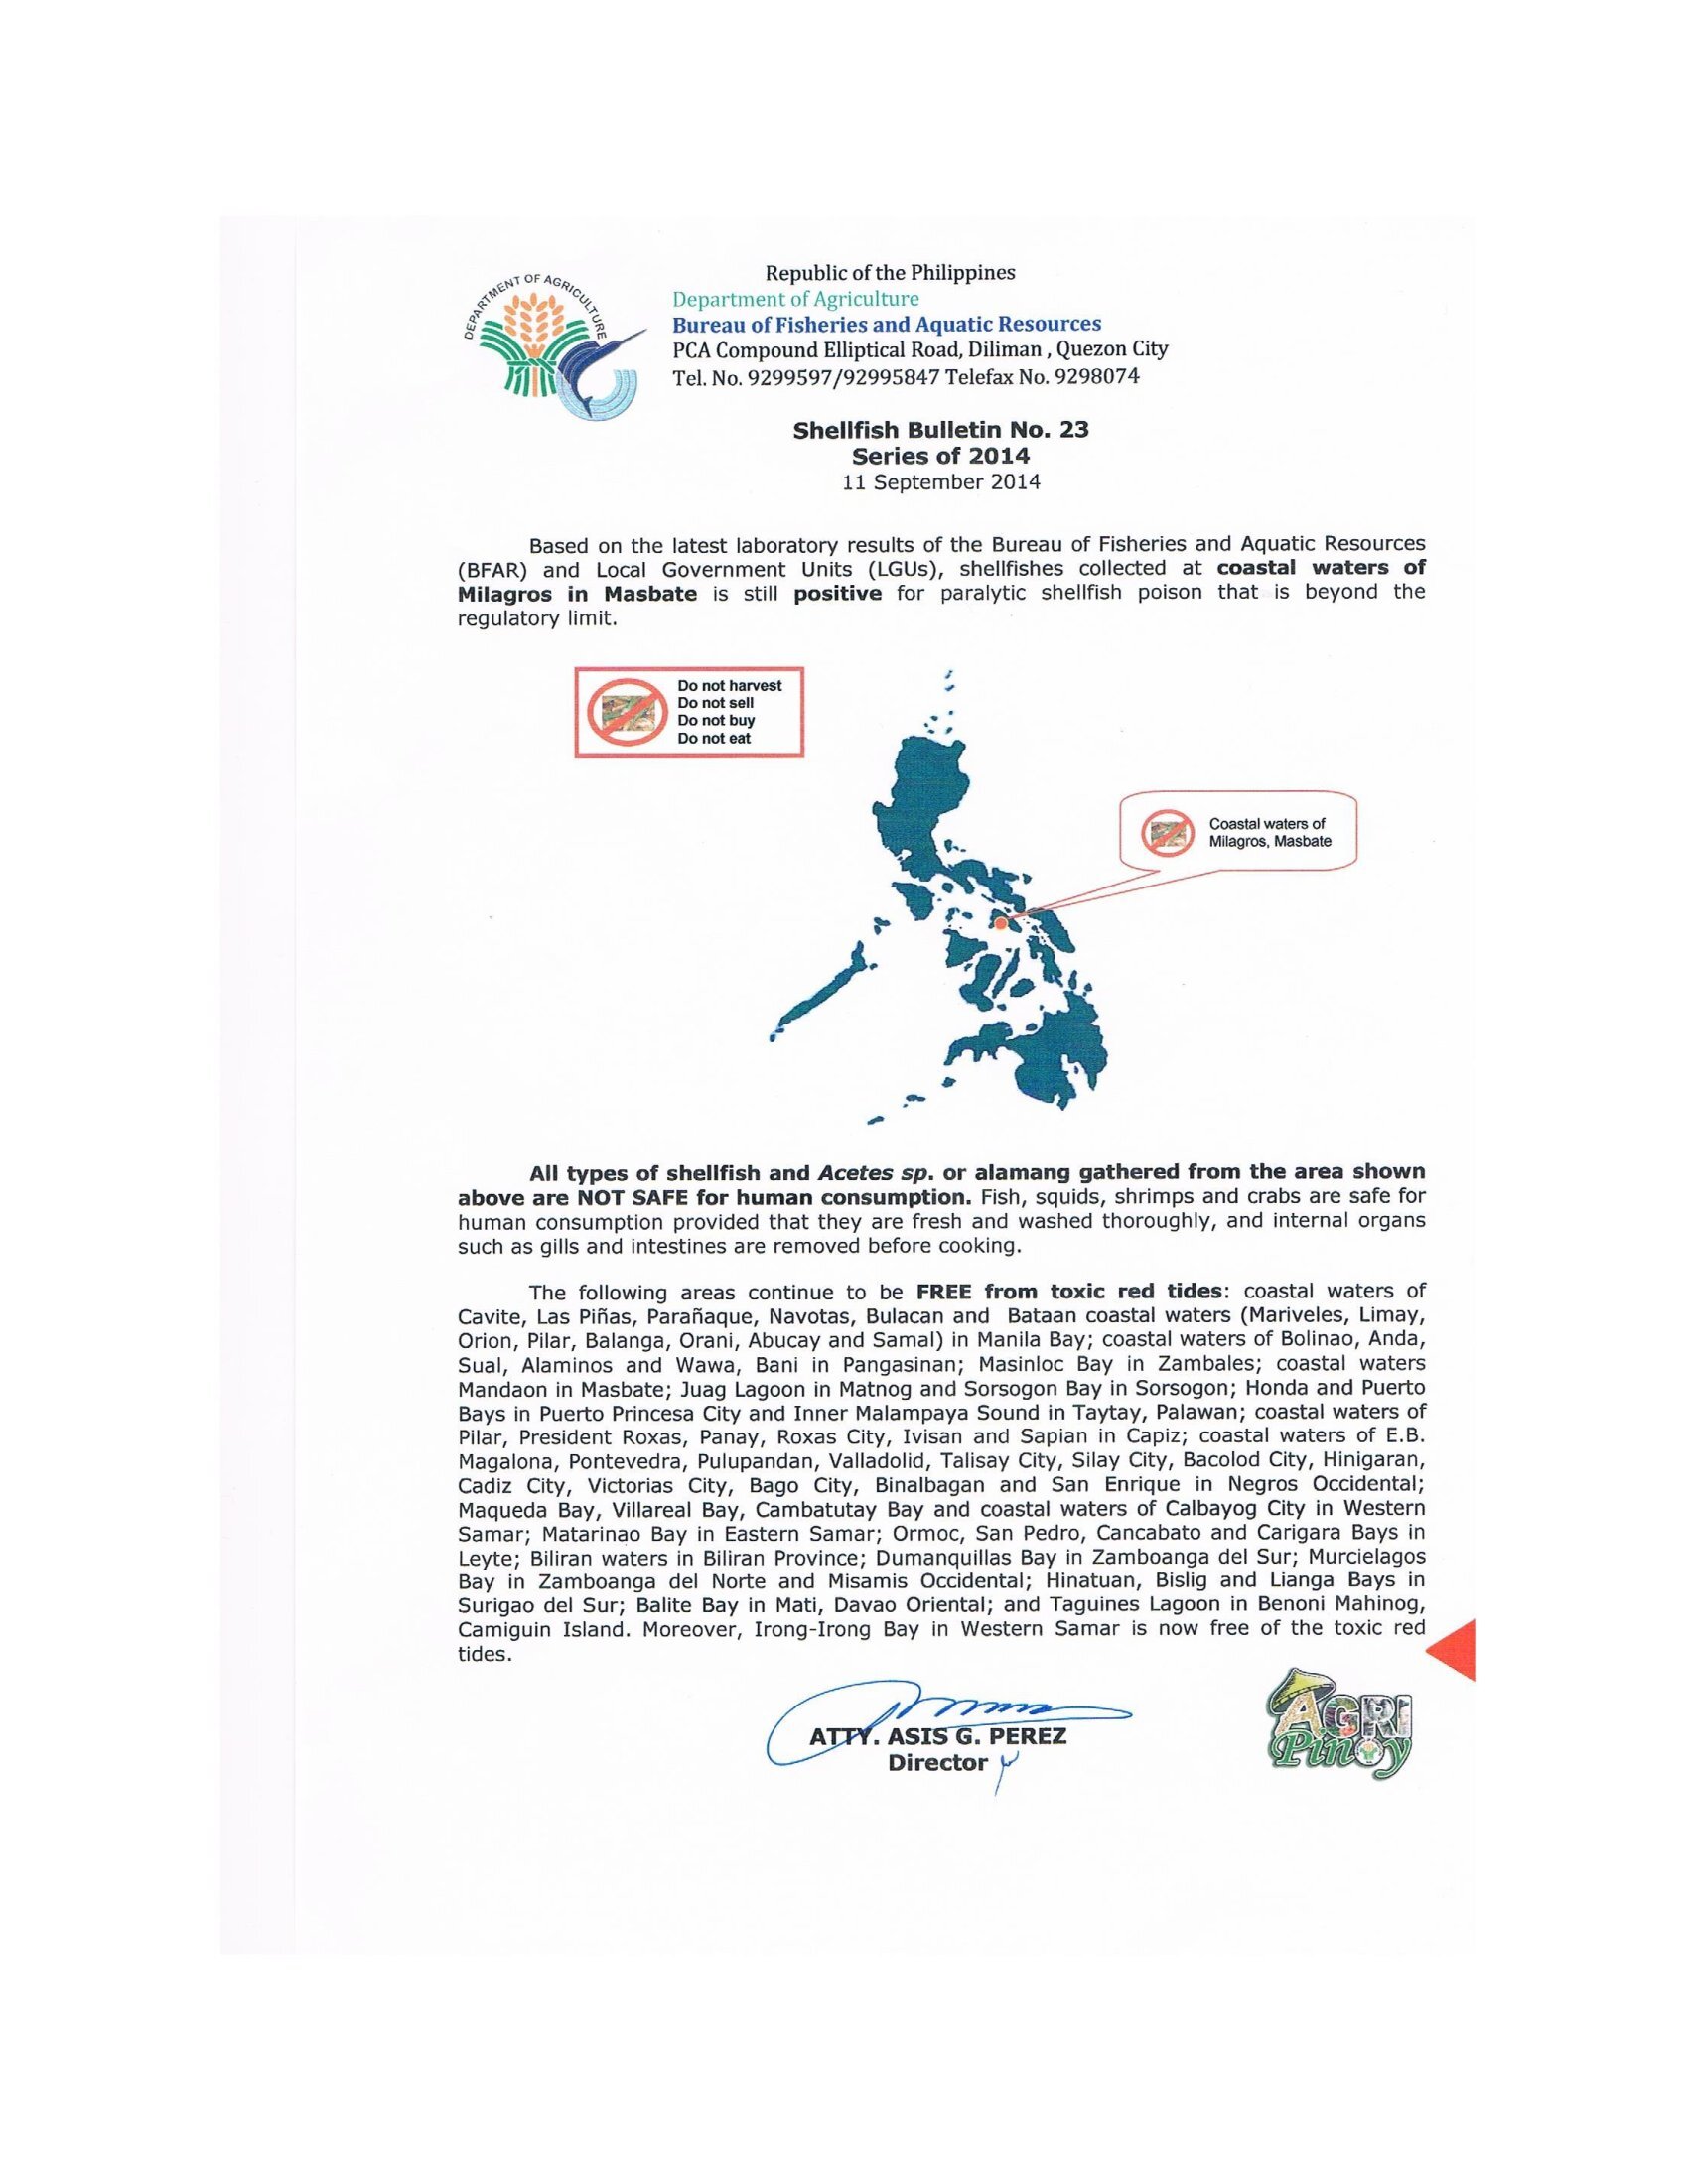 DEPARTMENT OF AGRICULTURE
Republic of the Philippines
Department of Agriculture
Bureau of Fisheries and Aquatic Resources
PCA Compound Elliptical Road, Diliman , Quezon City
Tel. No. 9299597/92995847 Telefax No. 9298074
Shellfish Bulletin No. 23
Series of 2014
11 September 2014
Based on the latest laboratory results of the Bureau of Fisheries and Aquatic Resources
(BFAR) and Local Government Units (LGUs), shellfishes collected at coastal waters of
Milagros in Masbate is still positive for paralytic shellfish poison that is beyond the
regulatory limit.
Do not harvest
Do not sell
Do not buy
Do not eat
Coastal waters of
Milagros, Masbate
All types of shellfish and Acetes sp. or alamang gathered from the area shown
above are NOT SAFE for human consumption. Fish, squids, shrimps and crabs are safe for
human consumption provided that they are fresh and washed thoroughly, and internal organs
such as gills and intestines are removed before cooking.
The following areas continue to be FREE from toxic red tides: coastal waters of
Cavite, Las Piñas, Parañaque, Navotas, Bulacan and Bataan coastal waters (Mariveles, Limay,
Orion, Pilar, Balanga, Orani, Abucay and Samal) in Manila Bay; coastal waters of Bolinao, Anda,
Sual, Alaminos and Wawa, Bani in Pangasinan; Masinloc Bay in Zambales; coastal waters
Mandaon in Masbate; Juag Lagoon in Matnog and Sorsogon Bay in Sorsogon; Honda and Puerto
Bays in Puerto Princesa City and Inner Malampaya Sound in Taytay, Palawan; coastal waters of
Pilar, President Roxas, Panay, Roxas City, Ivisan and Sapian in Capiz; coastal waters of E.B.
Magalona, Pontevedra, Pulupandan, Valladolid, Talisay City, Silay City, Bacolod City, Hinigaran,
Cadiz City, Victorias City, Bago City, Binalbagan and San Enrique in Negros Occidental;
Maqueda Bay, Villareal Bay, Cambatutay Bay and coastal waters of Calbayog City in Western
Samar; Matarinao Bay in Eastern Samar; Ormoc, San Pedro, Cancabato and Carigara Bays in
Leyte; Biliran waters in Biliran Province; Dumanquillas Bay in Zamboanga del Sur; Murcielagos
Bay in Zamboanga del Norte and Misamis Occidental; Hinatuan, Bislig and Lianga Bays in
Surigao del Sur; Balite Bay in Mati, Davao Oriental; and Taguines Lagoon in Benoni Mahinog,
Camiguin Island. Moreover, Irong-Irong Bay in Western Samar is now free of the toxic red
tides.
ATTY. ASIS G. PEREZ
Director
AGRI
Pinoy